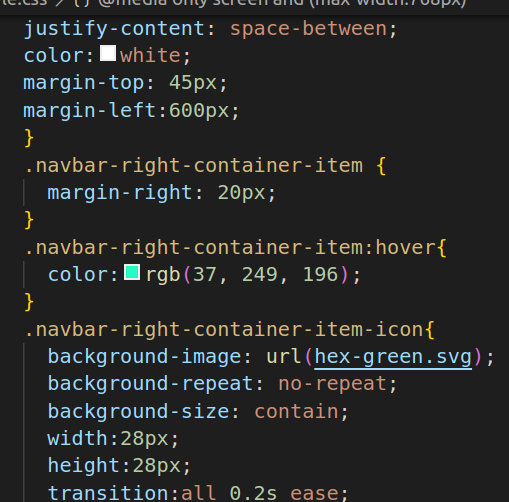 le.css > {} @media only screen and (max width:768px)
justify-content: space-between;
color: white;
margin-top: 45px;
margin-left:600px;
}
.navbar-right-container-item {
margin-right: 20px;
}
.navbar-right-container-item:hover{
color: rgb(37, 249, 196);
}
.navbar-right-container-item-icon{
background-image: url(hex-green.svg);
background-repeat: no-repeat;
background-size: contain;
width:28px;
height:28px;
transition:all 0.2s ease;